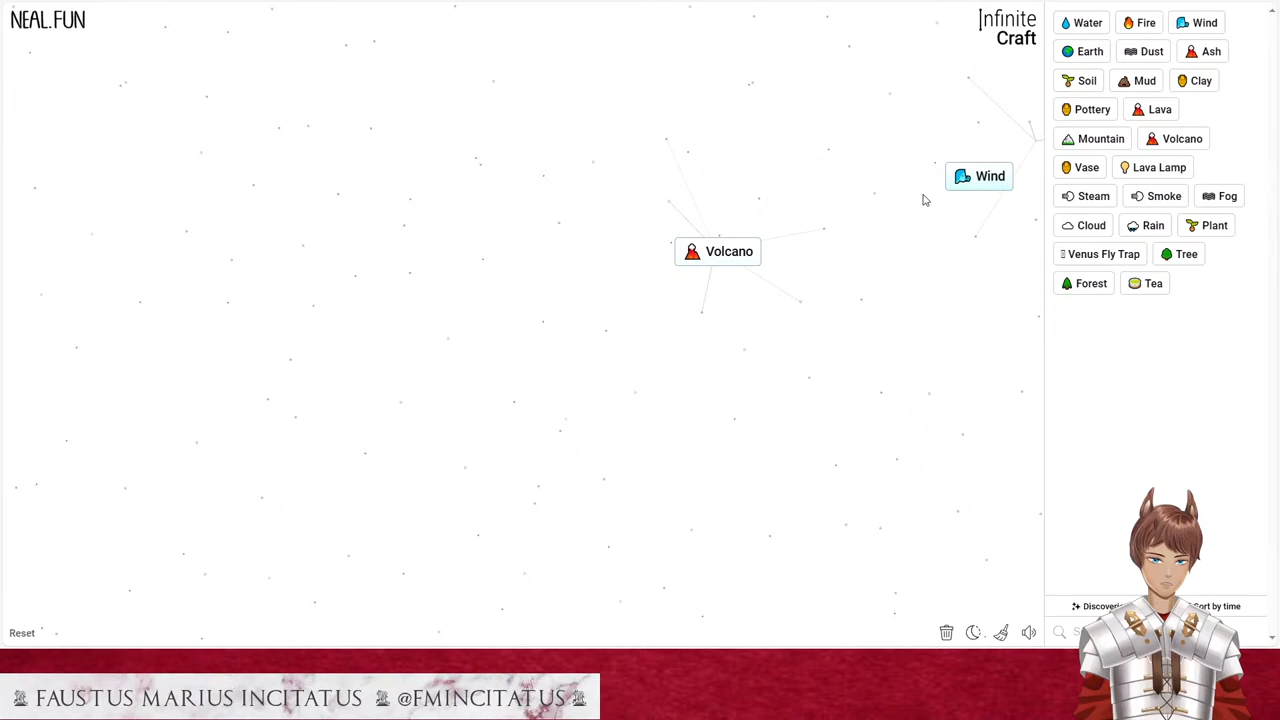 NEAL.FUN
Infinite
Craft
Water Fire Wind
Earth Dust Ash
Soil Mud Clay
Pottery Lava
Mountain Volcano
Vase Lava Lamp
Steam Smoke Fog
Cloud Rain Plant
Venus Fly Trap Tree
Forest Tea
Wind
Volcano
Sort by time
Reset
FAUSTUS MARIUS INCITATUS @FMINCITATUS